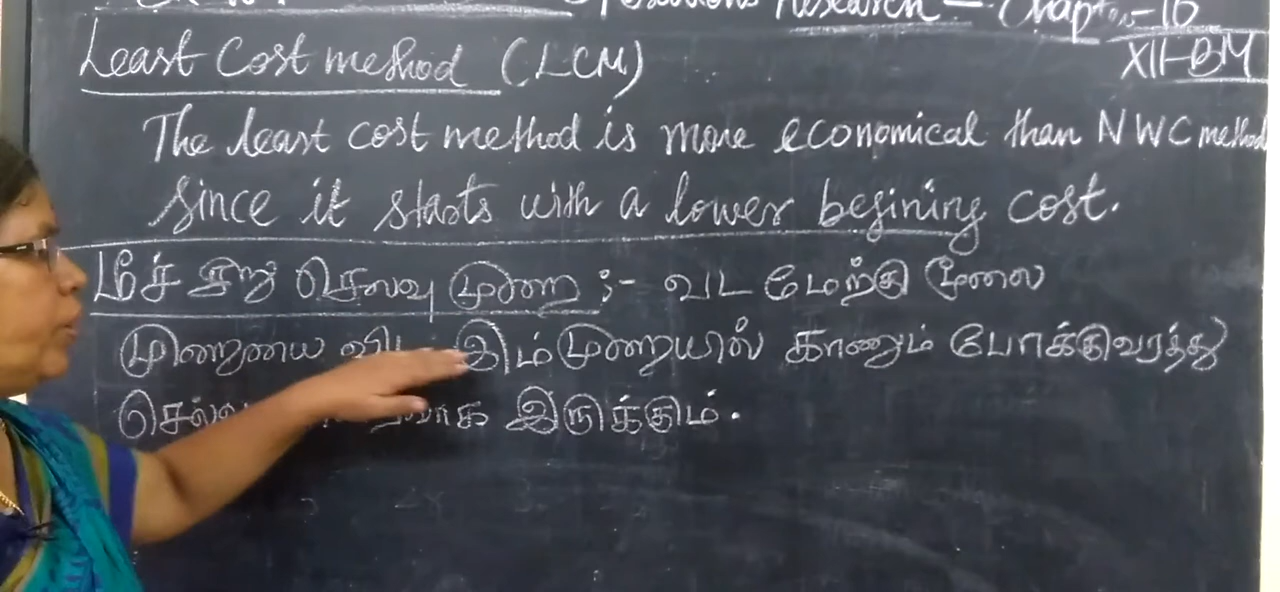 Operations Research - Chapter-10
XII-BM
Least Cost method (LCM)
The least cost method is more economical than NWC method
since it starts with a lower begining cost.
மீச்சிறு செலவு முறை :- வட மேற்கு மூலை
முறையை விட இம்முறையில் காணும் போக்குவரத்து
இருக்கும்.